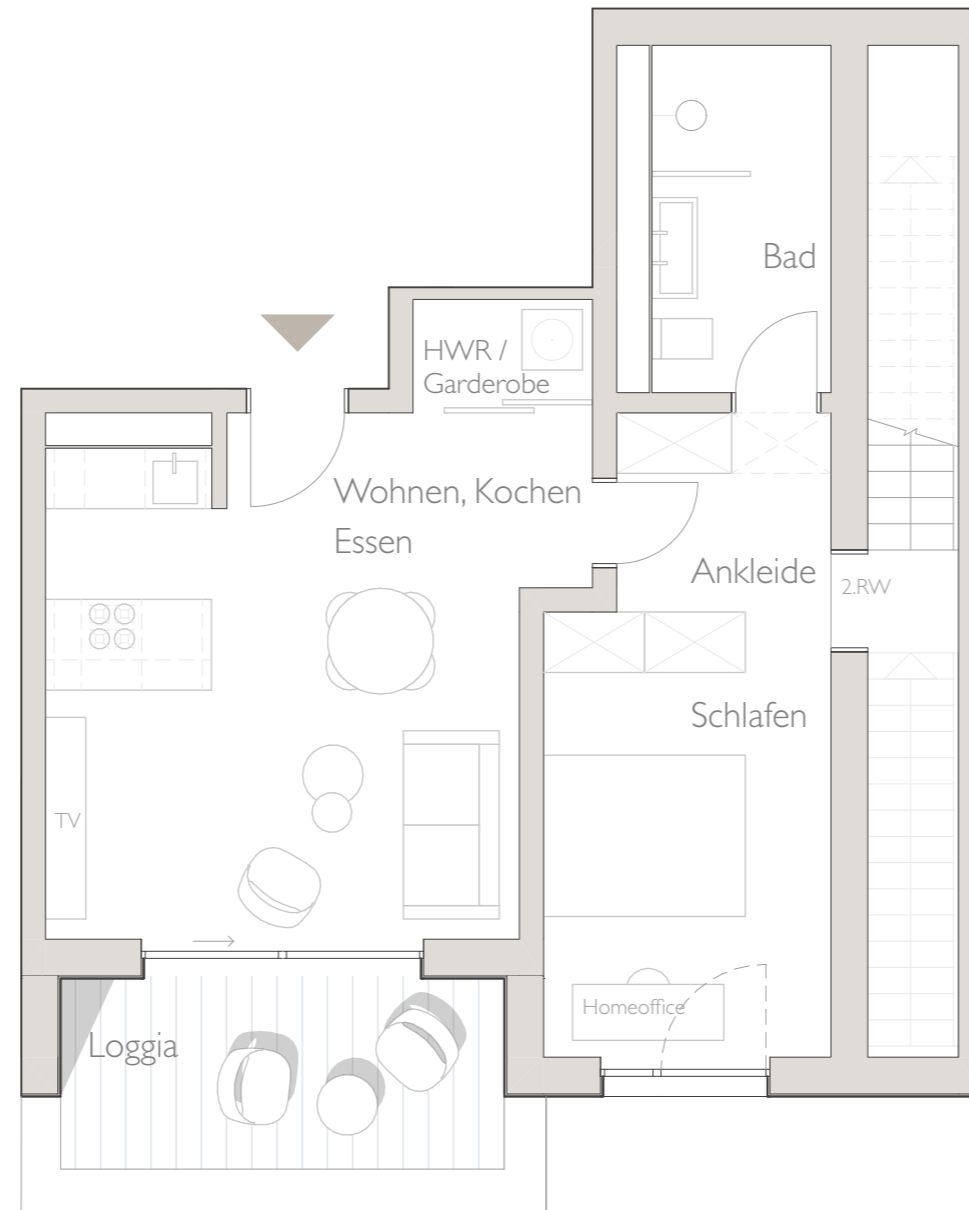 Bad
HWR /
Garderobe
Wohnen, Kochen
Essen
Ankleide
2.RW
Schlafen
TV
Homeoffice
Loggia